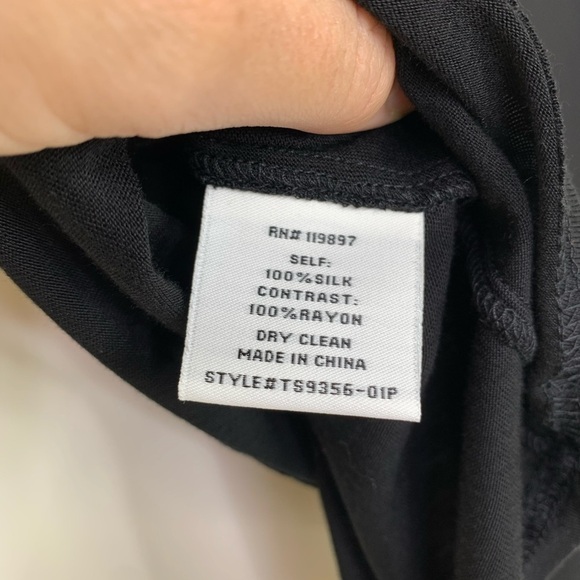 RN# 119897
SELF:
100%SILK
CONTRAST:
100%RAYON
DRY CLEAN
MADE IN CHINA
STYLE#TS9356-01P